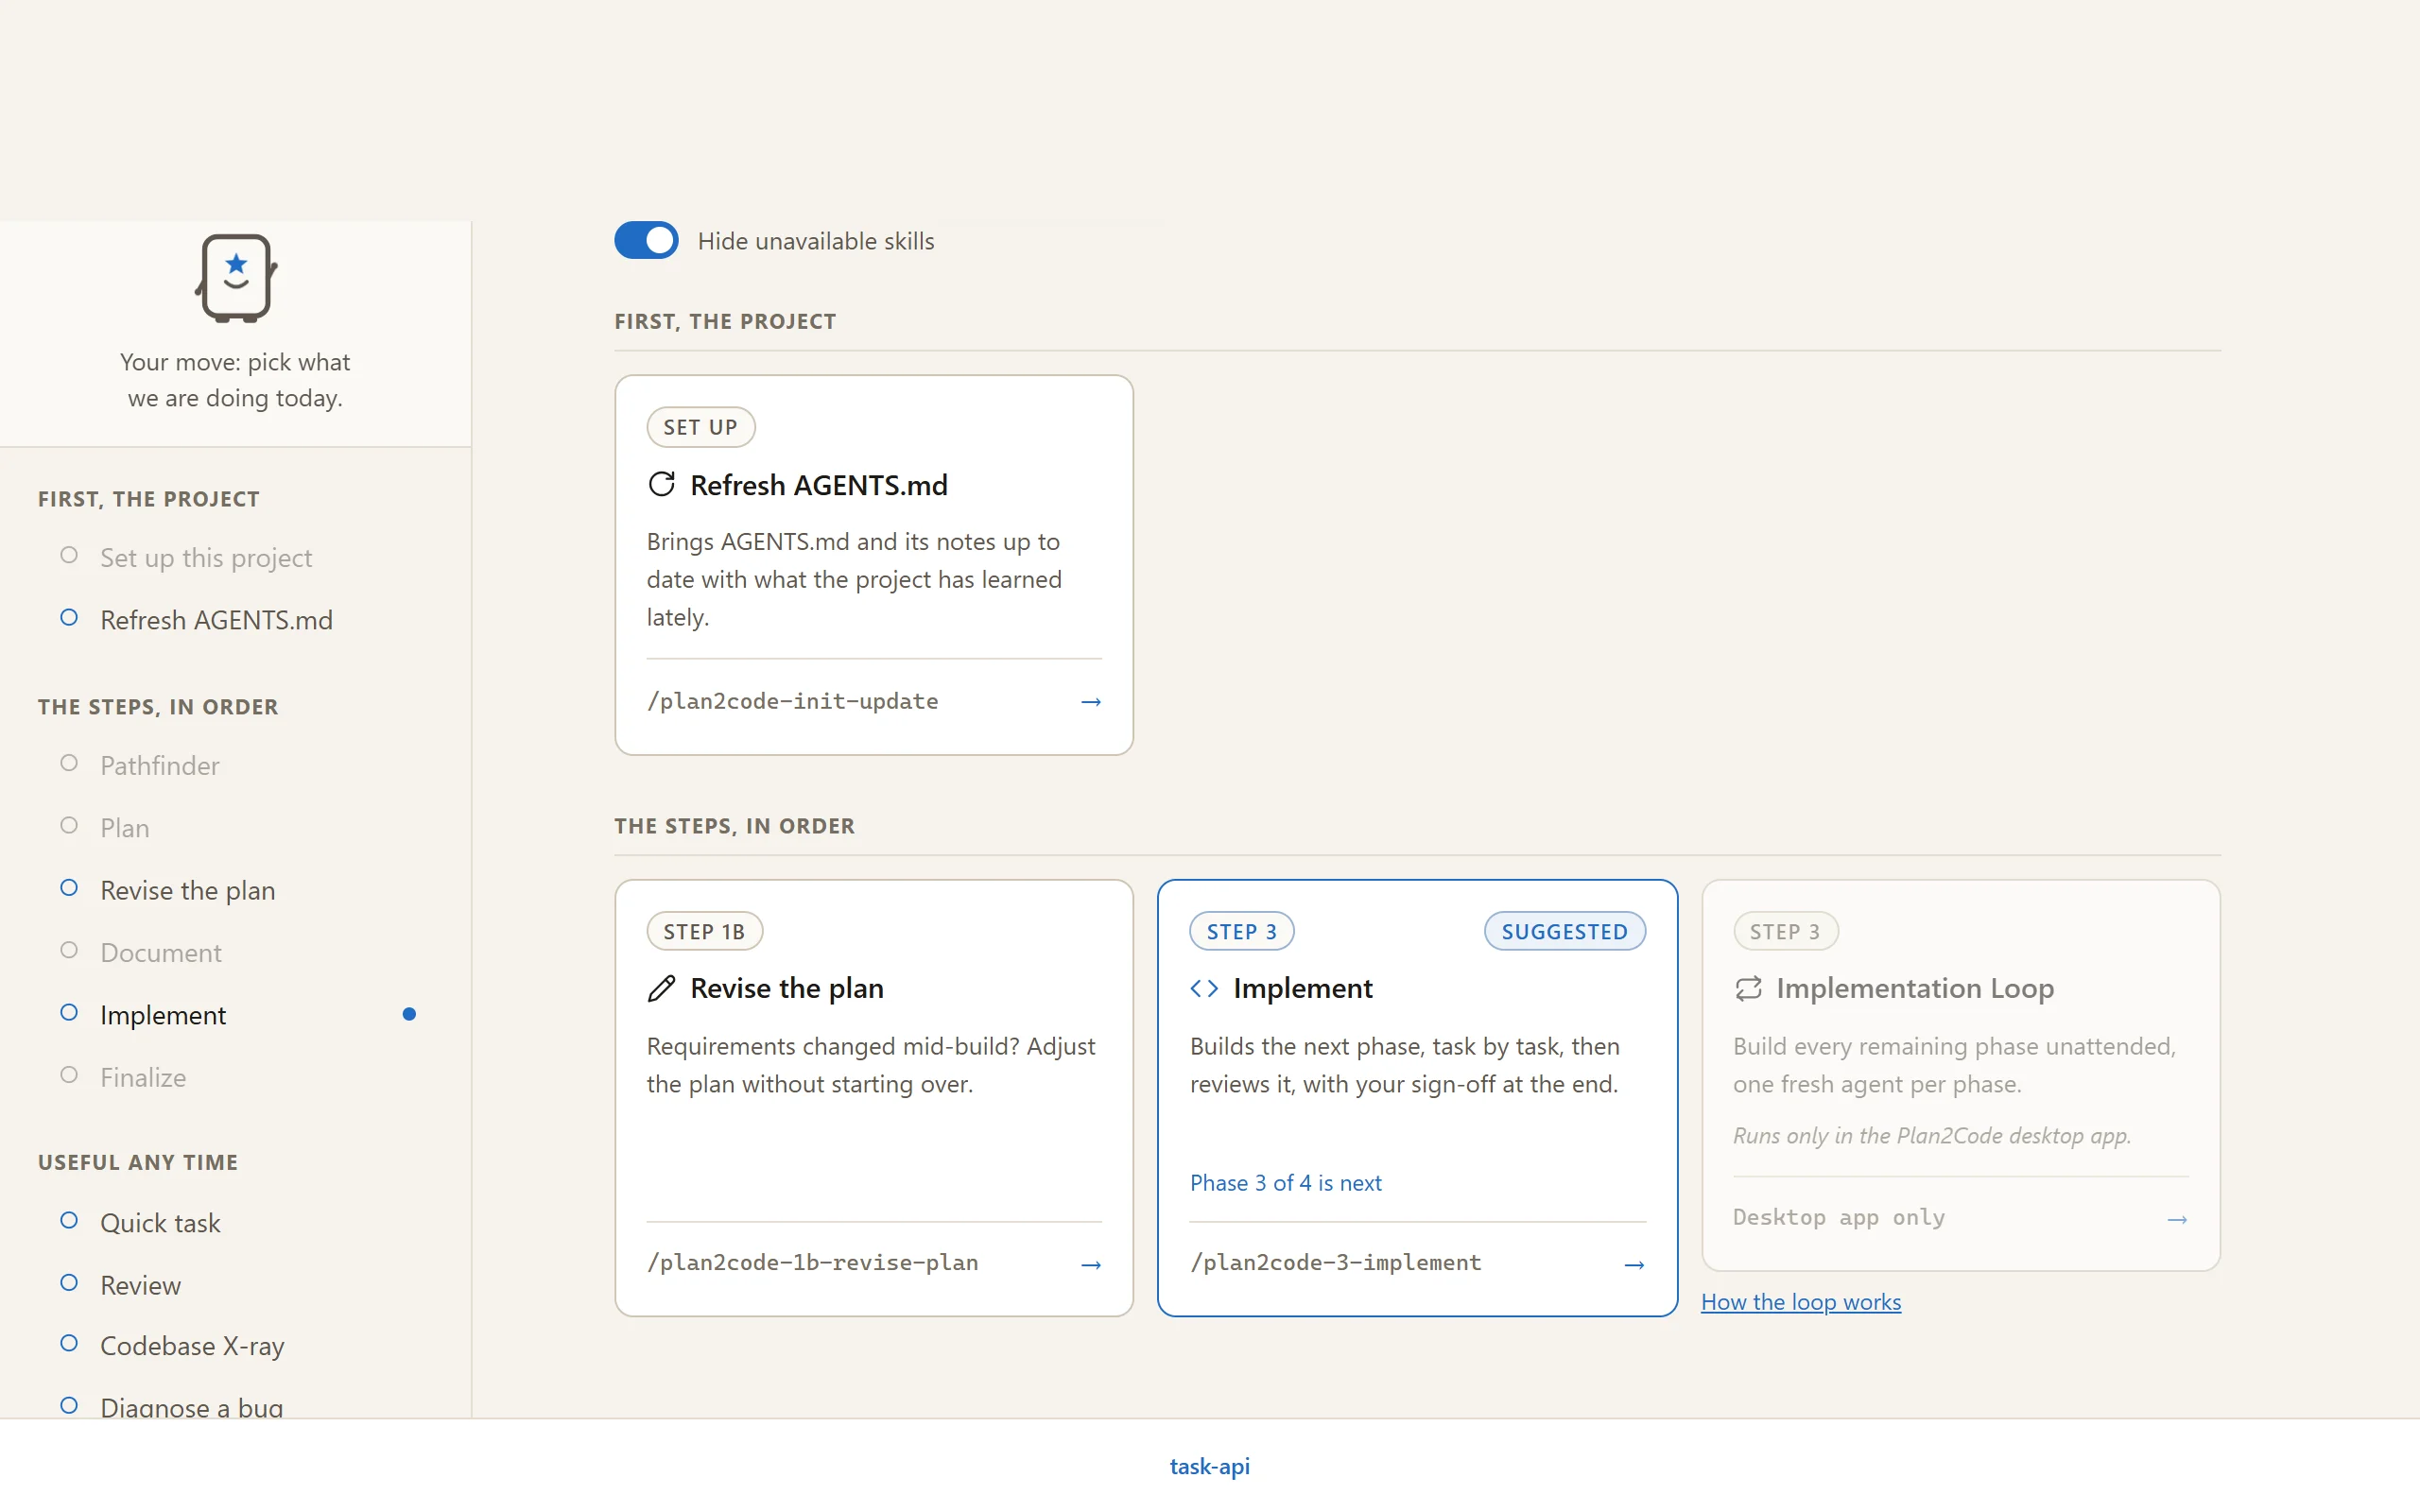 Your move: pick what
we are doing today.
FIRST, THE PROJECT
Set up this project
Refresh AGENTS.md
THE STEPS, IN ORDER
Pathfinder
Plan
Revise the plan
Document
Implement
Finalize
USEFUL ANY TIME
Quick task
Review
Codebase X-ray
Diagnose a bug
Hide unavailable skills
FIRST, THE PROJECT
SET UP
Refresh AGENTS.md
Brings AGENTS.md and its notes up to
date with what the project has learned
lately.
/plan2code-init-update →
THE STEPS, IN ORDER
STEP 1B
Revise the plan
Requirements changed mid-build? Adjust
the plan without starting over.
/plan2code-1b-revise-plan →
STEP 3 SUGGESTED
Implement
Builds the next phase, task by task, then
reviews it, with your sign-off at the end.
Phase 3 of 4 is next
/plan2code-3-implement →
STEP 3
Implementation Loop
Build every remaining phase unattended,
one fresh agent per phase.
Runs only in the Plan2Code desktop app.
Desktop app only →
How the loop works
task-api